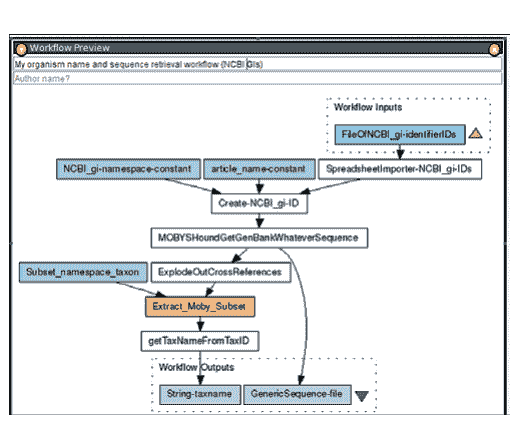 Workflow Preview
My organism name and sequence retrieval workflow (NCBI GIs)
Author name?
Workflow Inputs
FileOfNCBI_gi-identifierIDs
NCBI_gi-namespace-constant
article_name-constant
SpreadsheetImporter-NCBI_gi-IDs
Create-NCBI_gi-ID
MOBYSHoundGetGenBankWhateverSequence
Subset_namespace_taxon
ExplodeOutCrossReferences
Extract_Moby_Subset
getTaxNameFromTaxID
Workflow Outputs
String-taxname
GenericSequence-file